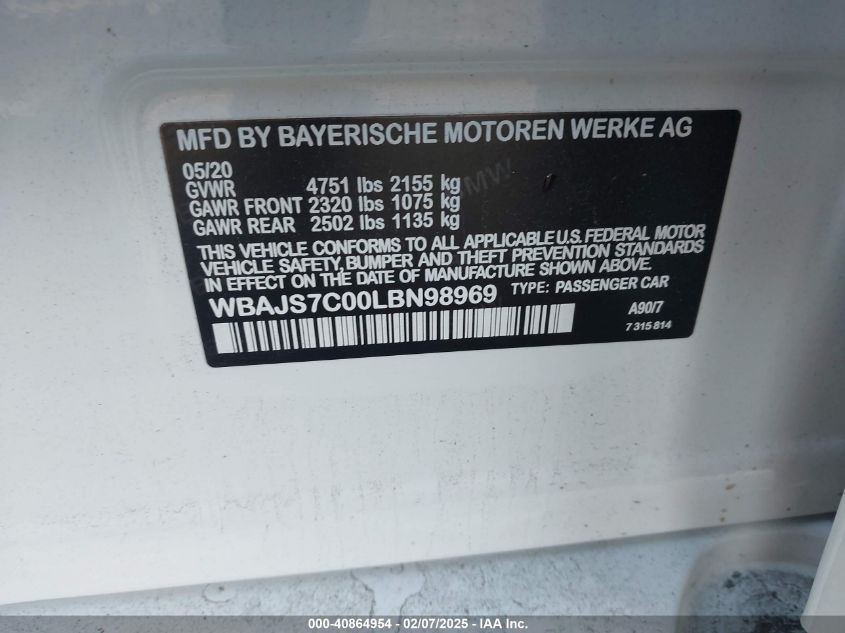 MFD BY BAYERISCHE MOTOREN WERKE AG
05/20
GVWR 4751 lbs 2155 kg
GAWR FRONT 2320 lbs 1075 kg
GAWR REAR 2502 lbs 1135 kg
THIS VEHICLE CONFORMS TO ALL APPLICABLE U.S. FEDERAL MOTOR
VEHICLE SAFETY, BUMPER AND THEFT PREVENTION STANDARDS
IN EFFECT ON THE DATE OF MANUFACTURE SHOWN ABOVE.
WBAJS7C00LBN98969 TYPE: PASSENGER CAR
A90/7
7 315 814
000-40864954 - 02/07/2025 - IAA Inc.